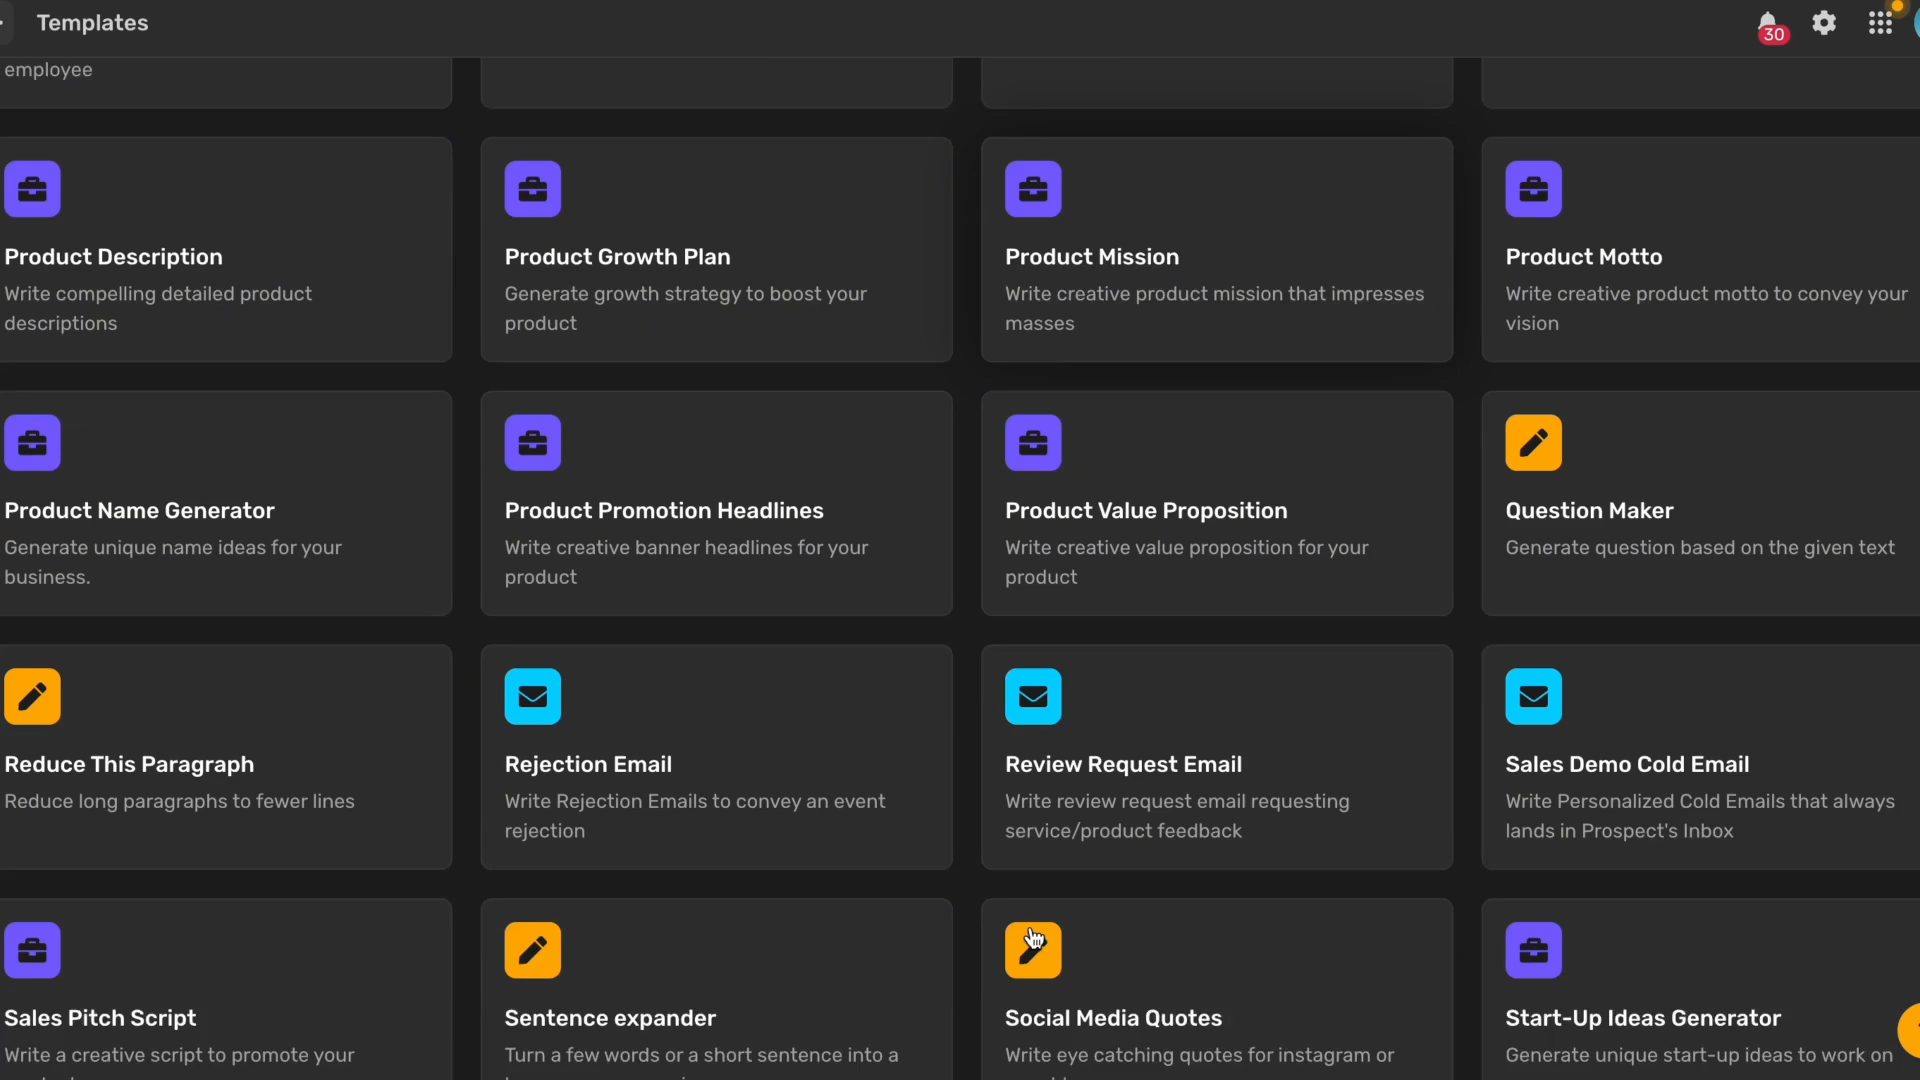 Templates
30
employee
Product Description
Write compelling detailed product
descriptions
Product Growth Plan
Generate growth strategy to boost your
product
Product Mission
Write creative product mission that impresses
masses
Product Motto
Write creative product motto to convey your
vision
Product Name Generator
Generate unique name ideas for your
business.
Product Promotion Headlines
Write creative banner headlines for your
product
Product Value Proposition
Write creative value proposition for your
product
Question Maker
Generate question based on the given text
Reduce This Paragraph
Reduce long paragraphs to fewer lines
Rejection Email
Write Rejection Emails to convey an event
rejection
Review Request Email
Write review request email requesting
service/product feedback
Sales Demo Cold Email
Write Personalized Cold Emails that always
lands in Prospect's Inbox
Sales Pitch Script
Write a creative script to promote your
Sentence expander
Turn a few words or a short sentence into a
Social Media Quotes
Write eye catching quotes for instagram or
Start-Up Ideas Generator
Generate unique start-up ideas to work on